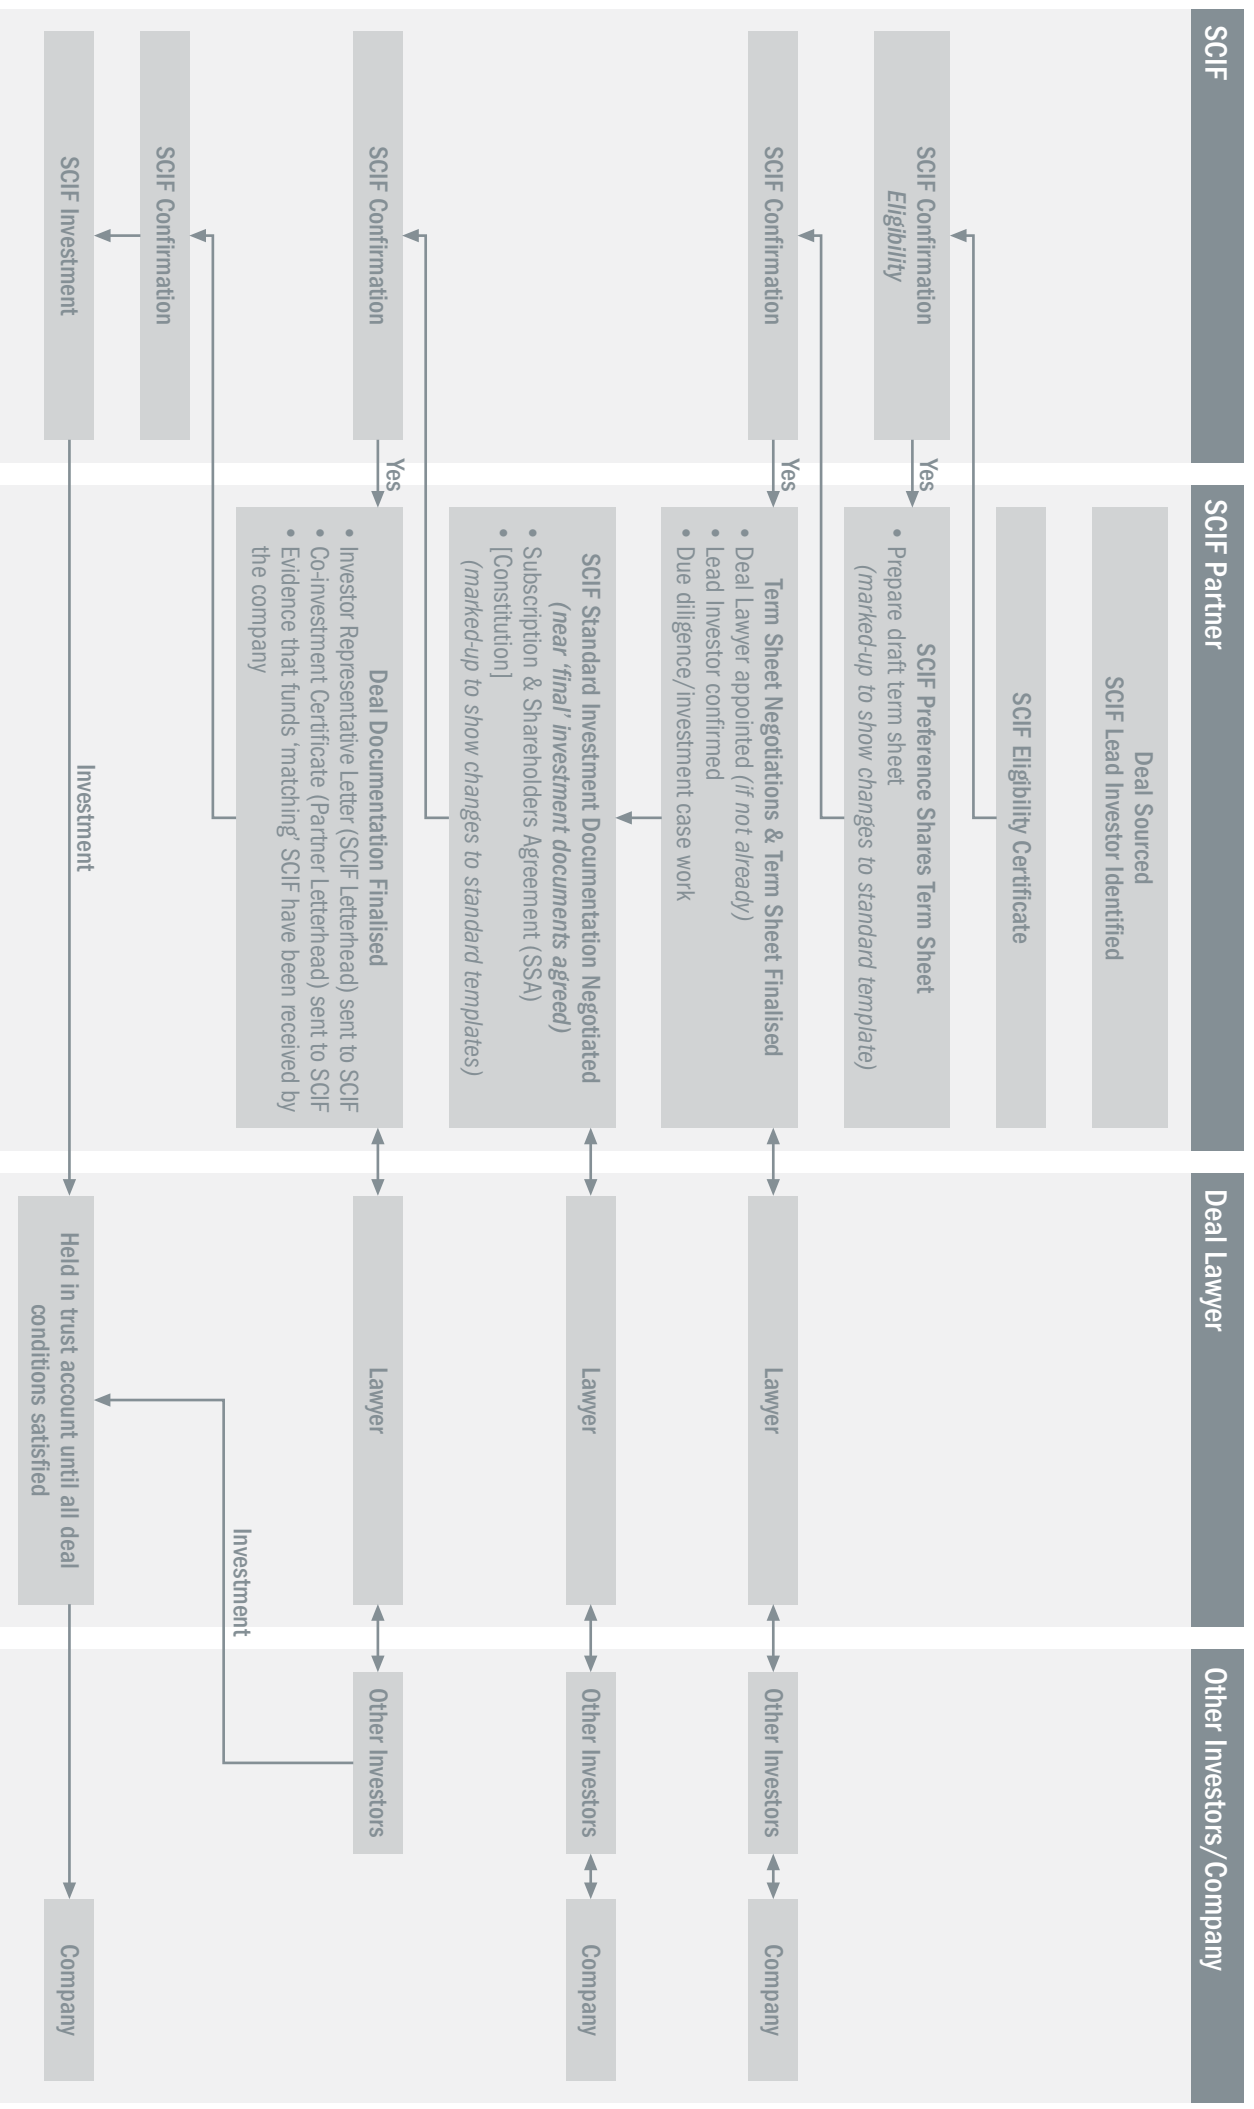 SCIF
SCIF Partner
Deal Lawyer
Other Investors/Company
Deal Sourced
SCIF Lead Investor Identified
SCIF Eligibility Certificate
SCIF Confirmation
Eligibility
Yes
SCIF Preference Shares Term Sheet
• Prepare draft term sheet
(marked-up to show changes to standard template)
SCIF Confirmation
Yes
Term Sheet Negotiations & Term Sheet Finalised
• Deal Lawyer appointed (if not already)
• Lead Investor confirmed
• Due diligence/investment case work
Lawyer
Other Investors
Company
SCIF Standard Investment Documentation Negotiated
(near ‘final’ investment documents agreed)
• Subscription & Shareholders Agreement (SSA)
• [Constitution]
(marked-up to show changes to standard templates)
Lawyer
Other Investors
Company
SCIF Confirmation
Yes
Deal Documentation Finalised
• Investor Representative Letter (SCIF Letterhead) sent to SCIF
• Co-investment Certificate (Partner Letterhead) sent to SCIF
• Evidence that funds ‘matching’ SCIF have been received by
the company
Lawyer
Other Investors
Investment
SCIF Confirmation
SCIF Investment
Investment
Held in trust account until all deal
conditions satisfied
Company